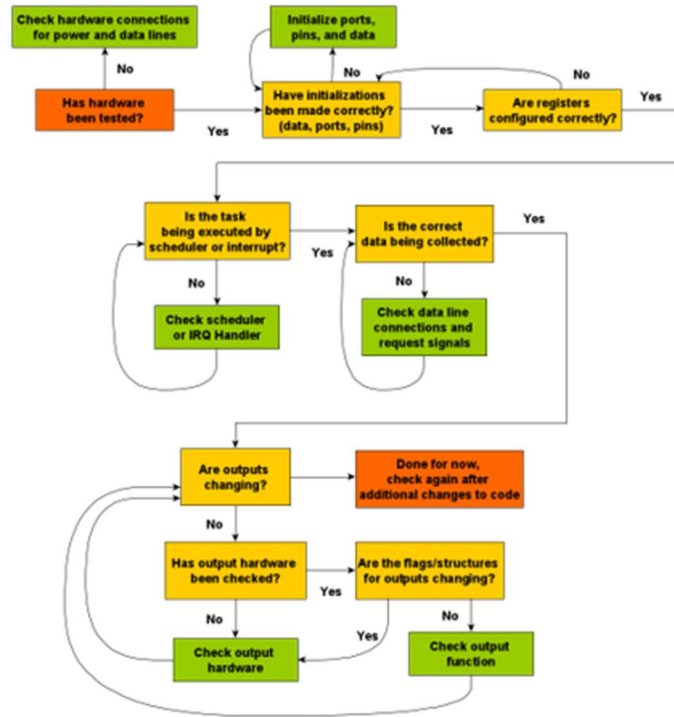 Check hardware connections
for power and data lines
Initialize ports,
pins, and data
No
No
No
Has hardware
been tested?
Yes
Have initializations
been made correctly?
(data, ports, pins)
Yes
Are registers
configured correctly?
Yes
Is the task
being executed by
scheduler or interrupt?
Yes
Is the correct
data being collected?
Yes
No
No
Check scheduler
or IRQ Handler
Check data line
connections and
request signals
Are outputs
changing?
Done for now,
check again after
additional changes to code
No
Has output hardware
been checked?
Yes
Are the flags/structures
for outputs changing?
No
Yes
No
Check output
hardware
Check output
function